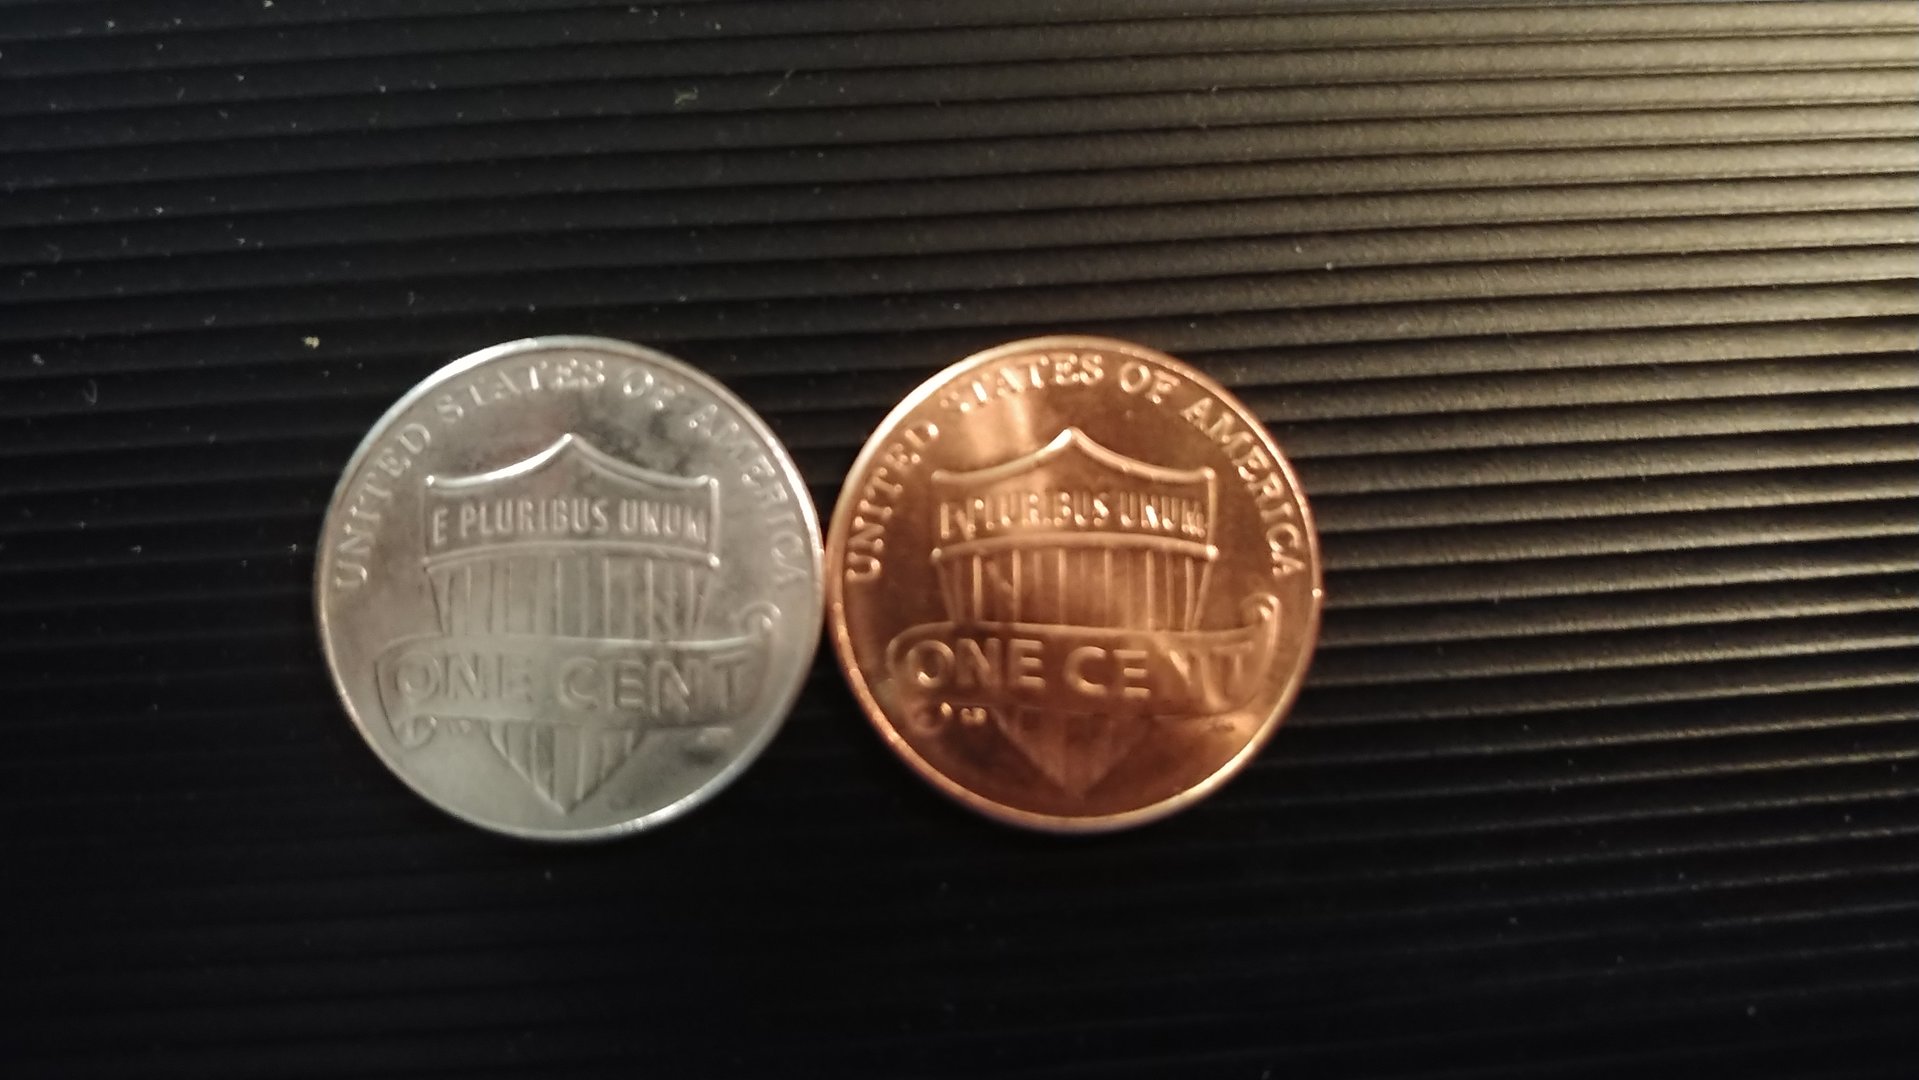 UNITED STATES OF AMERICA
E PLURIBUS UNUM
ONE CENT
UNITED STATES OF AMERICA
E PLURIBUS UNUM
ONE CENT